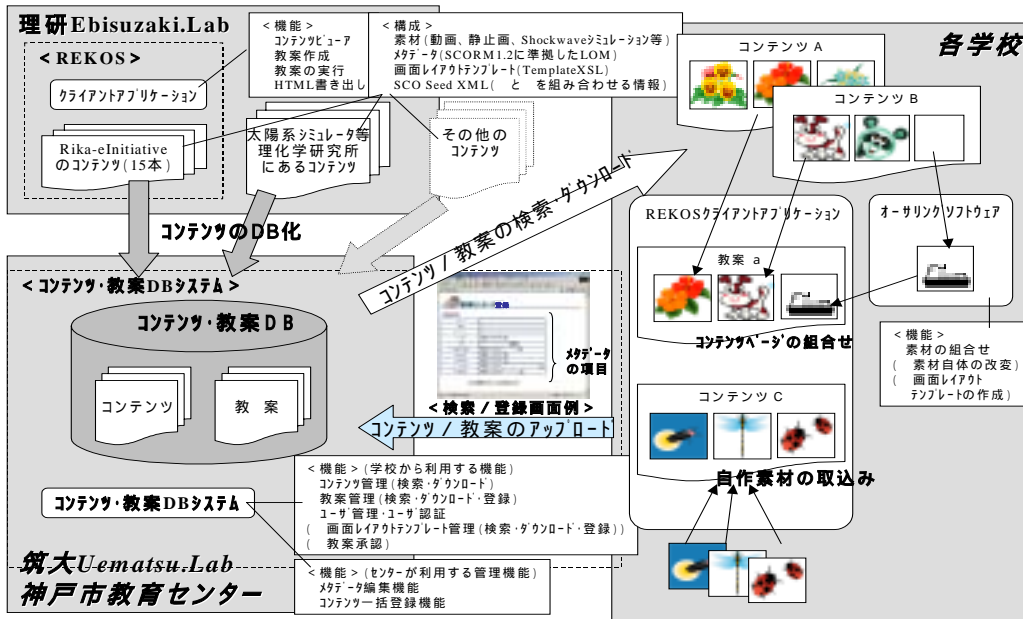 理研Ebisuzaki.Lab
<REKOS>
クライアントアプリケーション
Rika-eInitiative
のコンテンツ(15本)
<機能>
コンテンツビューア
教案作成
教案の実行
HTML書き出し
<構成>
素材(動画、静止画、Shockwaveシミュレーション等)
メタデータ(SCORM1.2に準拠したLOM)
画面レイアウトテンプレート(TemplateXSL)
SCO Seed XML( と を組み合わせる情報)
太陽系シミュレータ等
理化学研究所
にあるコンテンツ
その他の
コンテンツ
コンテンツのDB化
コンテンツ/教案の検索・ダウンロード
各学校
コンテンツA
コンテンツB
REKOSクライアントアプリケーション
教案 a
コンテンツページの組合せ
オーサリングソフトウェア
<機能>
素材の組合せ
( 素材自体の改変)
( 画面レイアウト
テンプレートの作成)
コンテンツC
自作素材の取込み
<コンテンツ・教案DBシステム>
コンテンツ・教案DB
コンテンツ
教案
登録
メタデータ
の項目
<検索/登録画面例>
コンテンツ/教案のアップロード
コンテンツ・教案DBシステム
<機能>(学校から利用する機能)
コンテンツ管理(検索・ダウンロード)
教案管理(検索・ダウンロード・登録)
ユーザ管理・ユーザ認証
( 画面レイアウトテンプレート管理(検索・ダウンロード・登録))
( 教案承認)
<機能>(センターが利用する管理機能)
メタデータ編集機能
コンテンツ一括登録機能
筑大Uematsu.Lab
神戸市教育センター